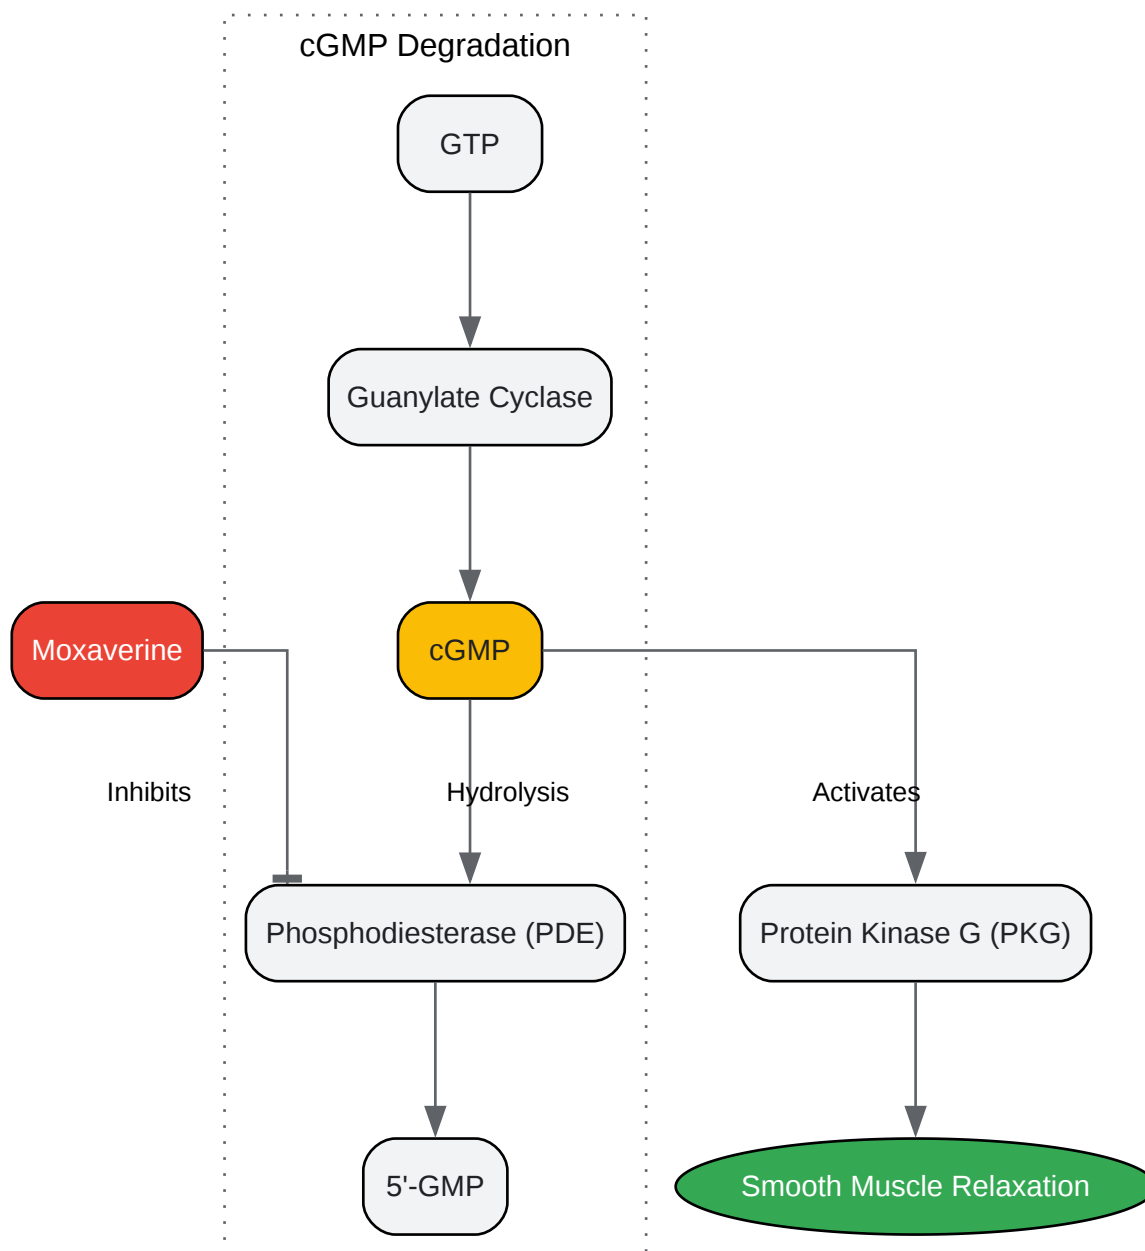 cGMP Degradation
GTP
Guanylate Cyclase
Moxaverine
cGMP
Inhibits
Hydrolysis
Activates
Phosphodiesterase (PDE)
Protein Kinase G (PKG)
5'-GMP
Smooth Muscle Relaxation